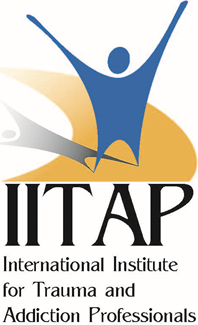 IITAP
International Institute
for Trauma and
Addiction Professionals